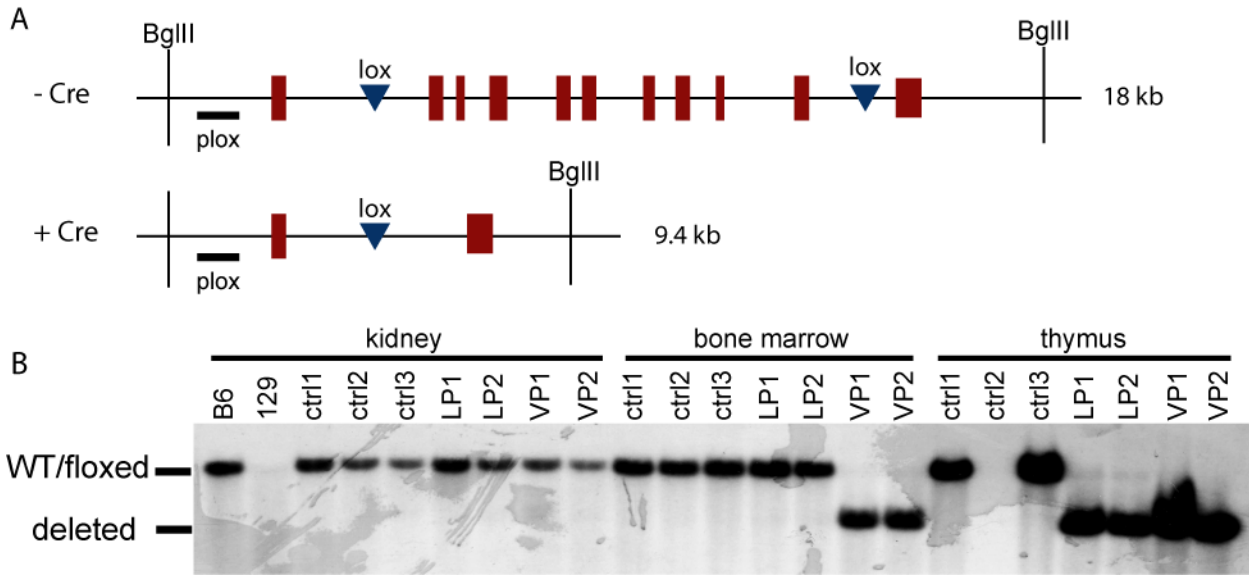 A
BglII
BglII
lox
lox
- Cre
18 kb
plox
BglII
lox
+ Cre
9.4 kb
plox
kidney
bone marrow
thymus
B
B6
129
ctrl1
ctrl2
ctrl3
LP1
LP2
VP1
VP2
ctrl1
ctrl2
ctrl3
LP1
LP2
VP1
VP2
ctrl1
ctrl2
ctrl3
LP1
LP2
VP1
VP2
WT/floxed
deleted